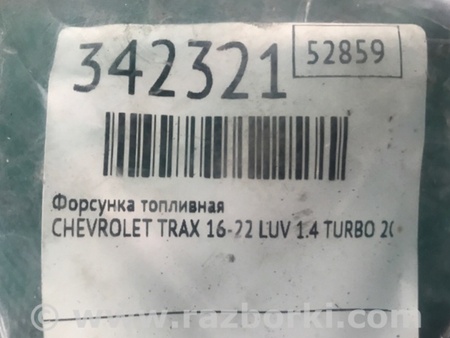 342321
52859
Форсунка топливная
CHEVROLET TRAX 16-22 LUV 1.4 TURBO
www.razborki.com